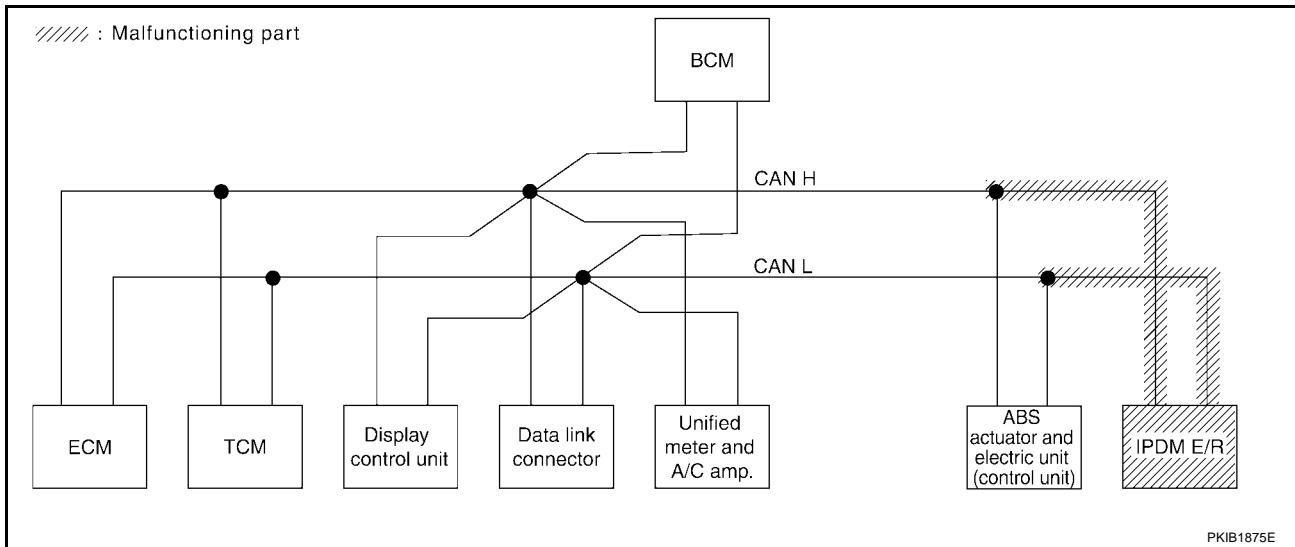 : Malfunctioning part
BCM
CAN H
CAN L
ECM
TCM
Display
control unit
Data link
connector
Unified
meter and
A/C amp.
ABS
actuator and
electric unit
(control unit)
IPDM E/R
PKIB1875E